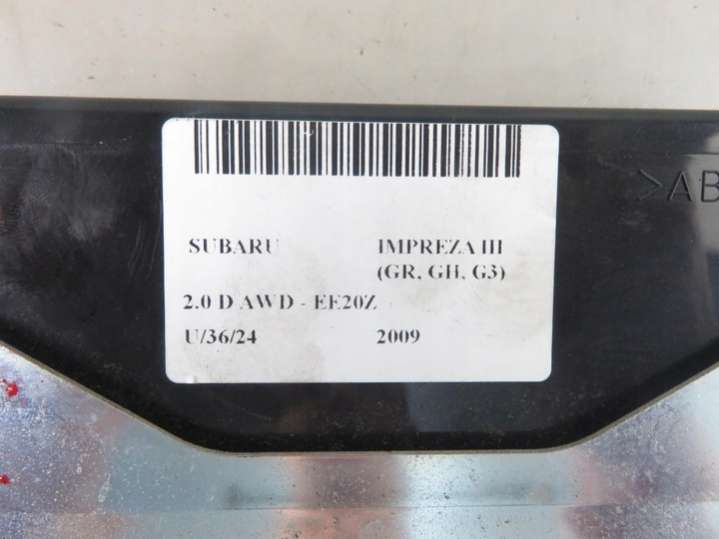 SUBARU IMPREZA III
(GR, GH, G3)
2.0 D AWD - EE20Z
U/36/24 2009
>AB